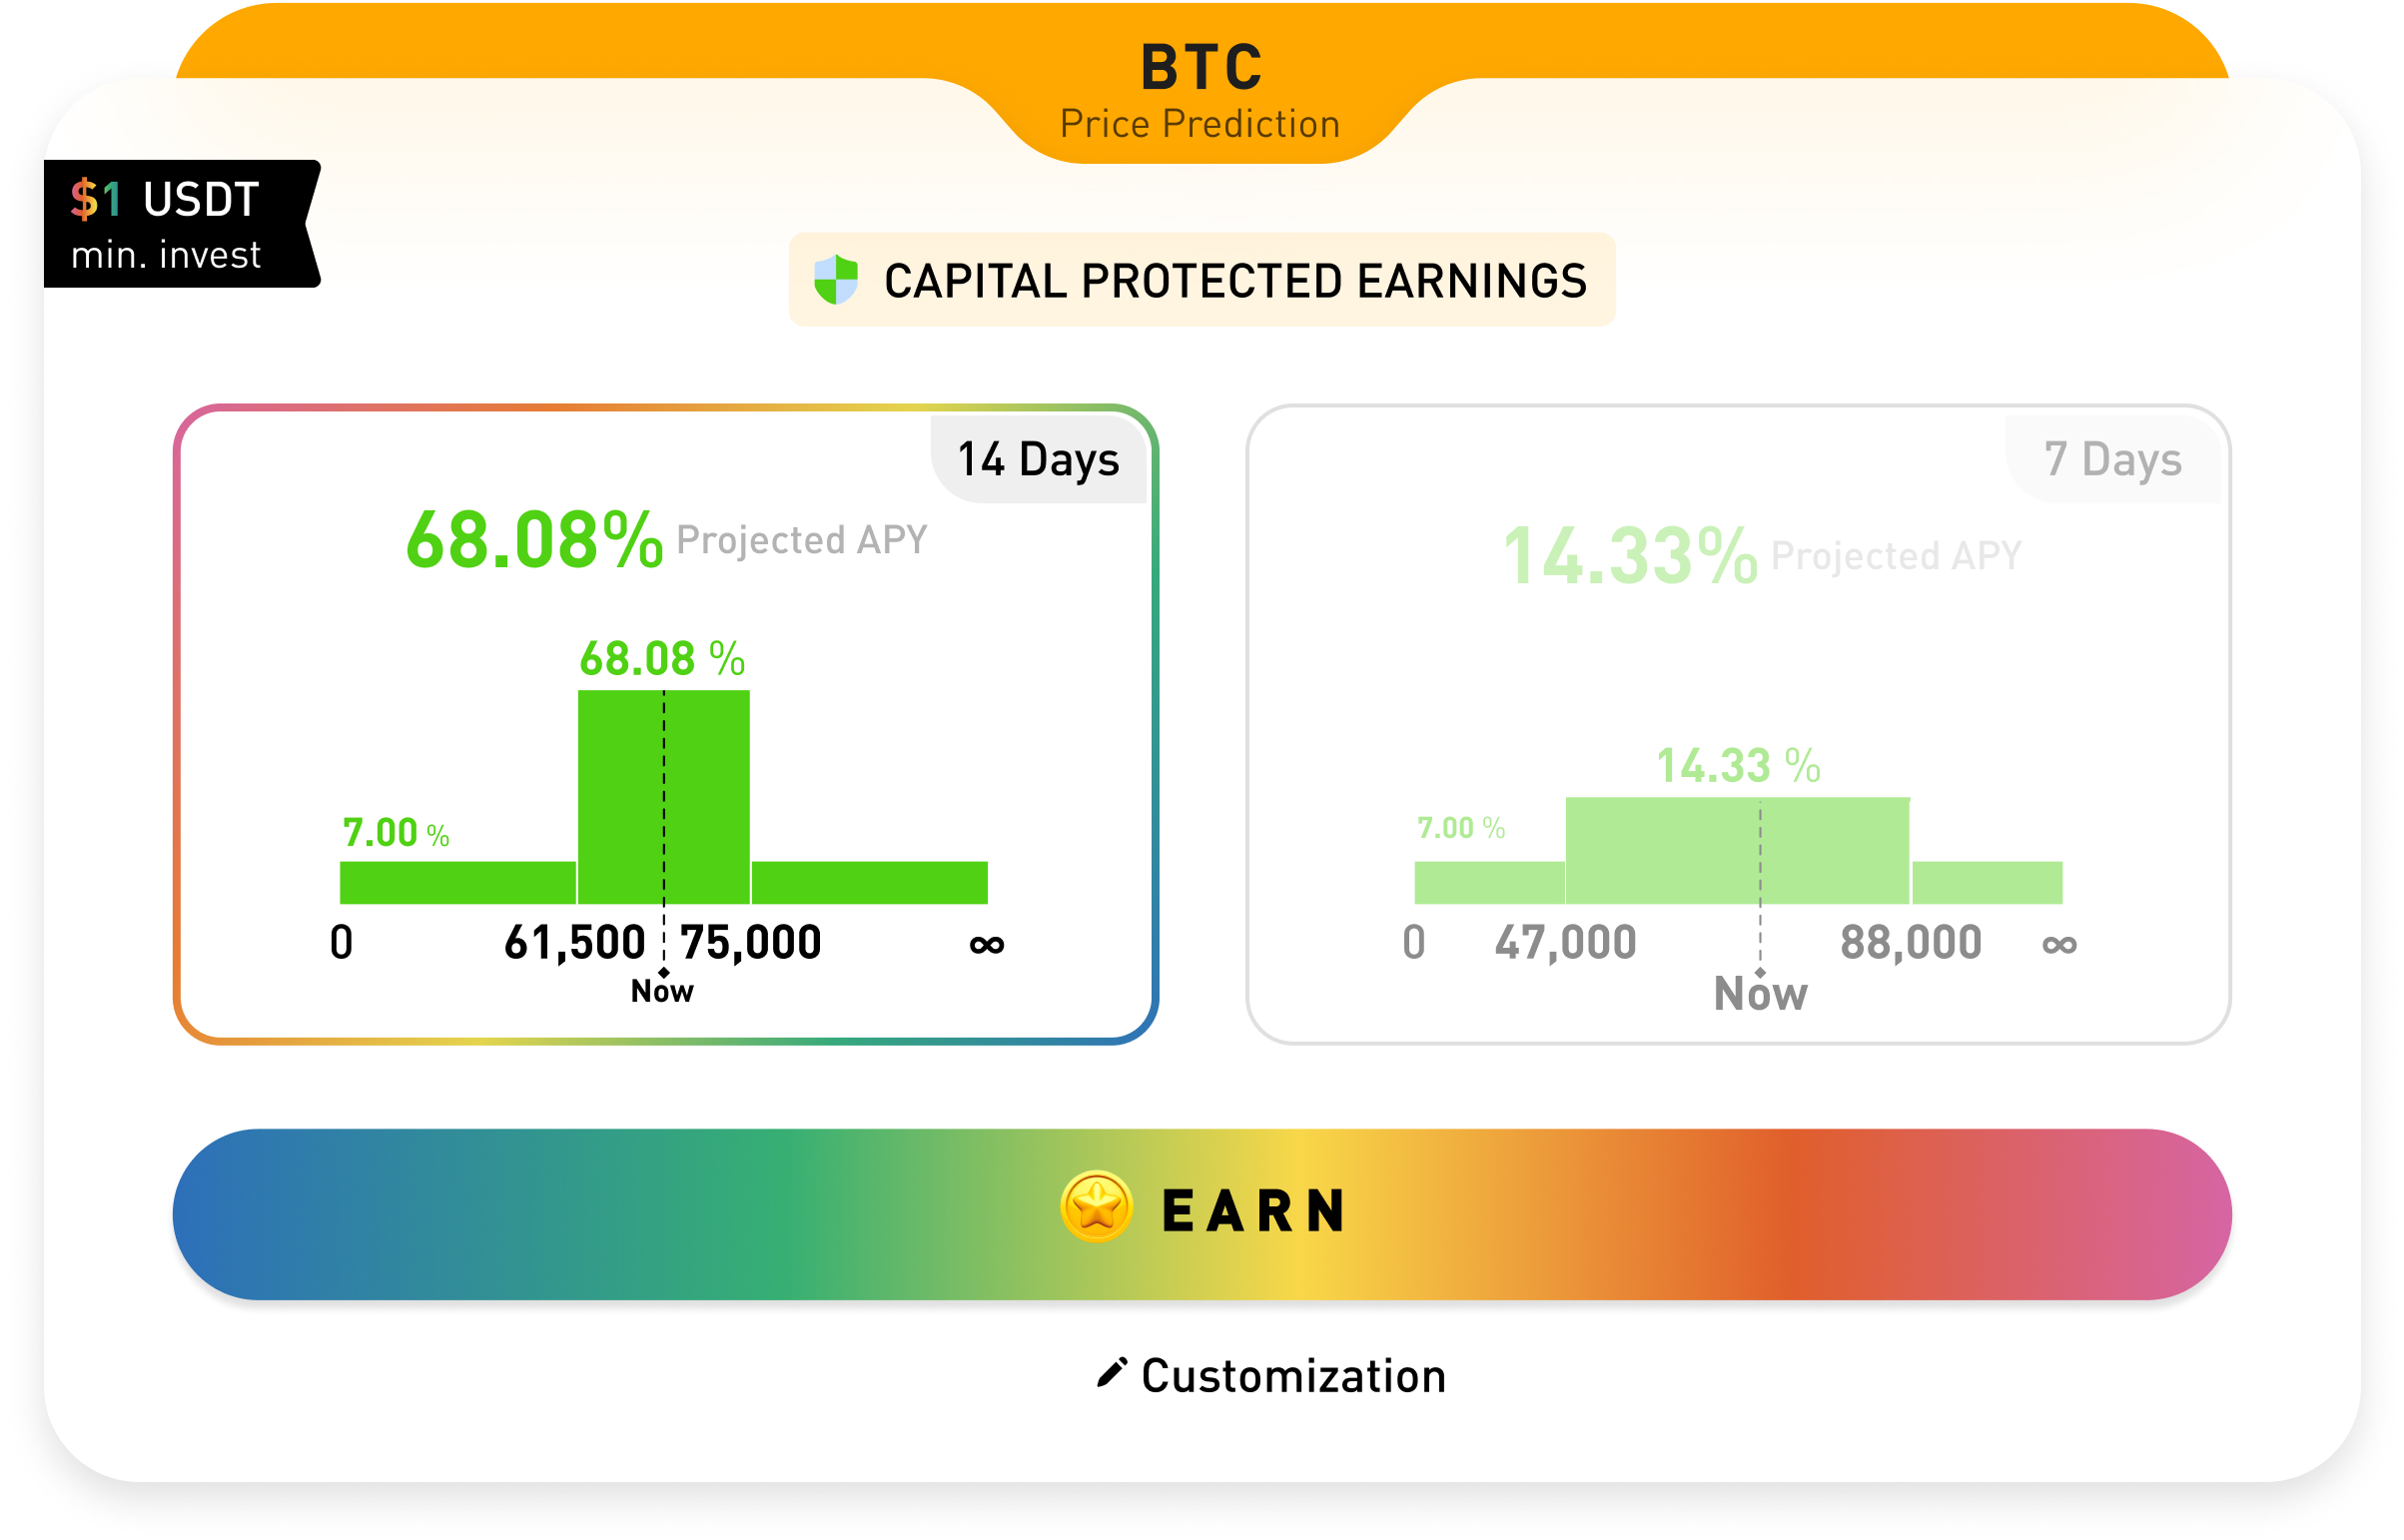 BTC
Price Prediction
$1 USDT
min. invest
CAPITAL PROTECTED EARNINGS
14 Days
68.08% Projected APY
68.08 %
7.00 %
0 61,500 75,000 ∞
Now
7 Days
14.33% Projected APY
14.33 %
7.00 %
0 47,000 88,000 ∞
Now
EARN
Customization